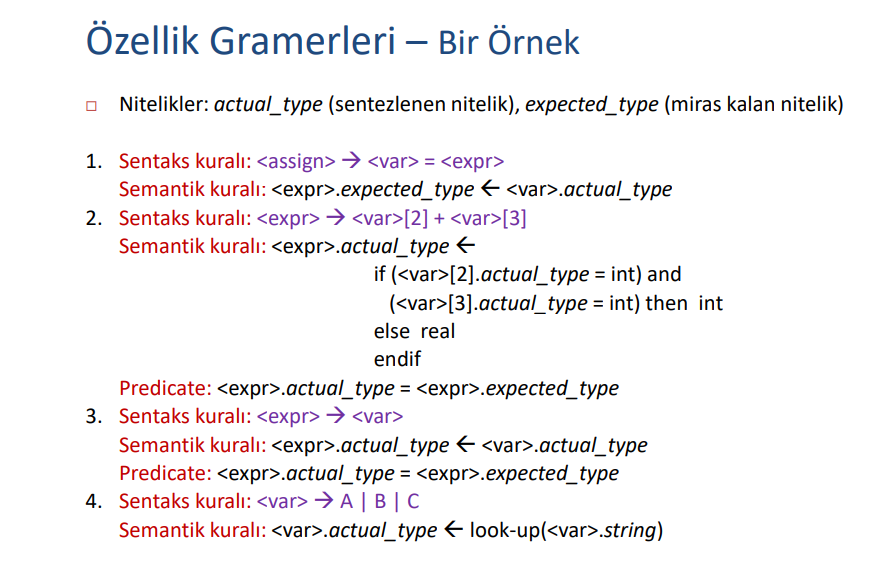 Özellik Gramerleri – Bir Örnek
□ Nitelikler: actual_type (sentezlenen nitelik), expected_type (miras kalan nitelik)
1. Sentaks kuralı: <assign> → <var> = <expr>
Semantik kuralı: <expr>.expected_type ← <var>.actual_type
2. Sentaks kuralı: <expr> → <var>[2] + <var>[3]
Semantik kuralı: <expr>.actual_type ←
if (<var>[2].actual_type = int) and
(<var>[3].actual_type = int) then int
else real
endif
Predicate: <expr>.actual_type = <expr>.expected_type
3. Sentaks kuralı: <expr> → <var>
Semantik kuralı: <expr>.actual_type ← <var>.actual_type
Predicate: <expr>.actual_type = <expr>.expected_type
4. Sentaks kuralı: <var> → A | B | C
Semantik kuralı: <var>.actual_type ← look-up(<var>.string)